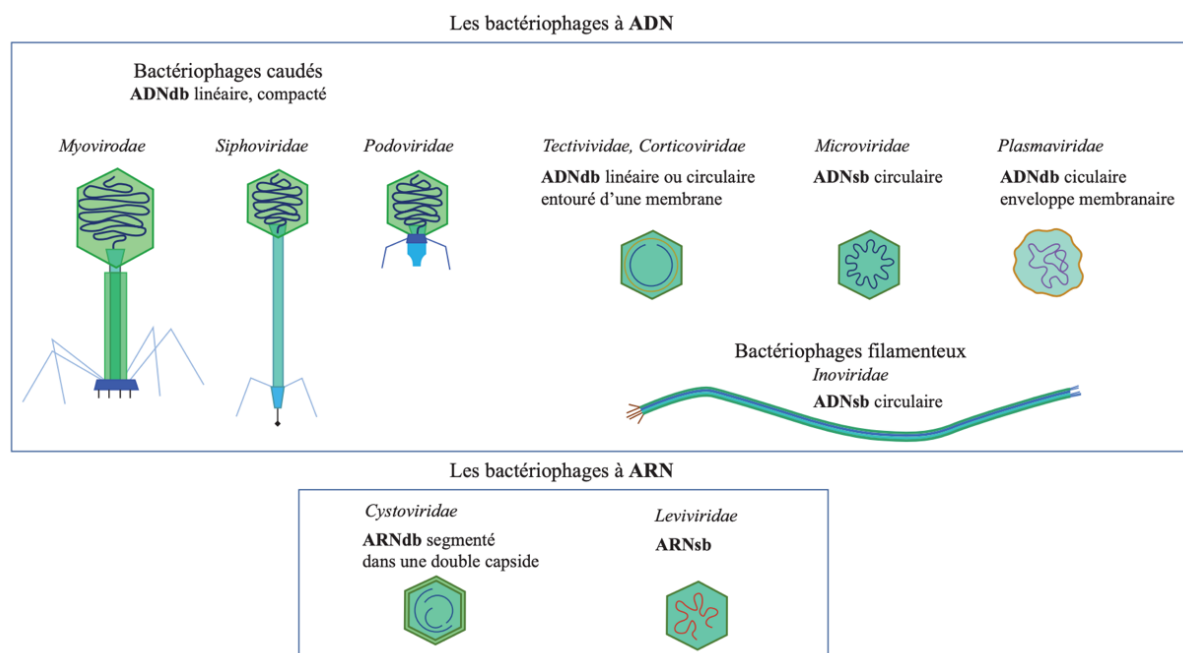 Les bactériophages à ADN
Bactériophages caudés
ADNdb linéaire, compacté
Myovirodae
Siphoviridae
Podoviridae
Tectivividae, Corticoviridae
ADNdb linéaire ou circulaire
entouré d'une membrane
Microviridae
ADNsb circulaire
Plasmaviridae
ADNdb ciculaire
enveloppe membranaire
Bactériophages filamenteux
Inoviridae
ADNsb circulaire
Les bactériophages à ARN
Cystoviridae
ARNdb segmenté
dans une double capside
Leviviridae
ARNsb